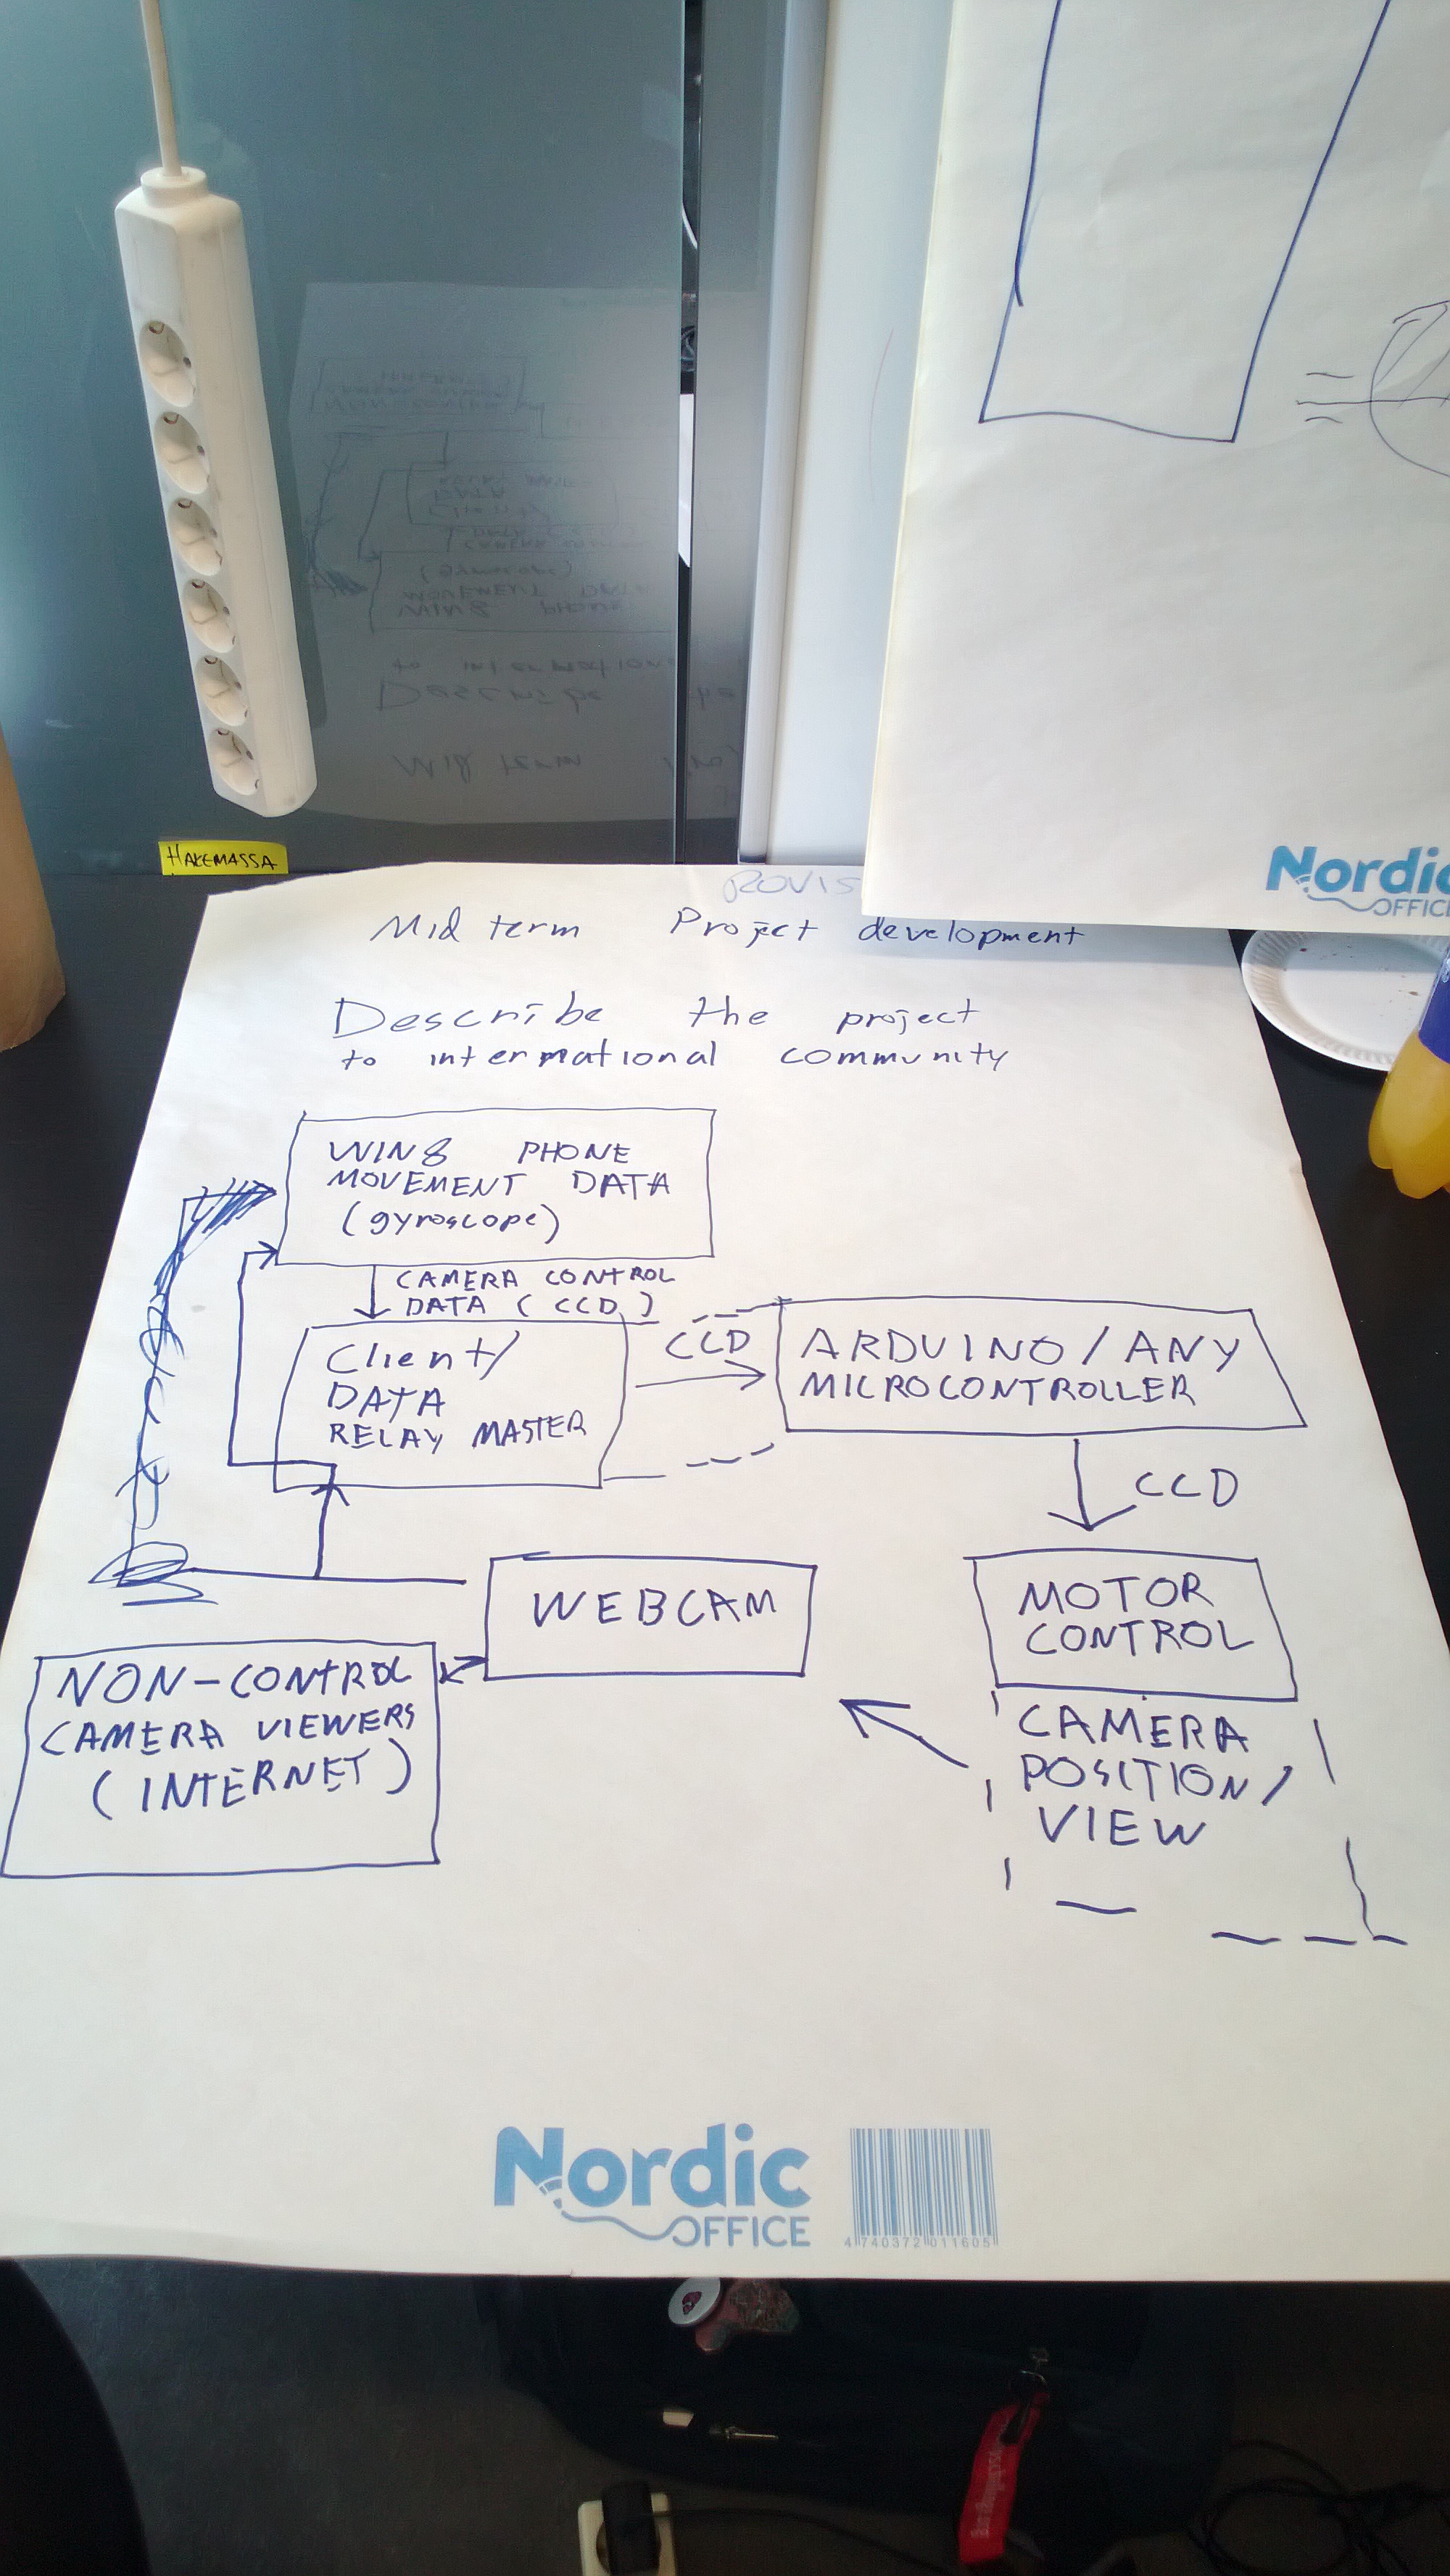 HAKEMASSA
Nordic
OFFICE
Mid term Project development
Describe the project
to international community
WIN8 PHONE
MOVEMENT DATA
(gyroscope)
CAMERA CONTROL
DATA (CCD)
Client/
DATA
RELAY MASTER
CCD
ARDUINO/ANY
MICROCONTROLLER
CCD
MOTOR
CONTROL
CAMERA
POSITION/
VIEW
WEBCAM
NON-CONTROL
CAMERA VIEWERS
(INTERNET)
Nordic
OFFICE
4 740372 011605